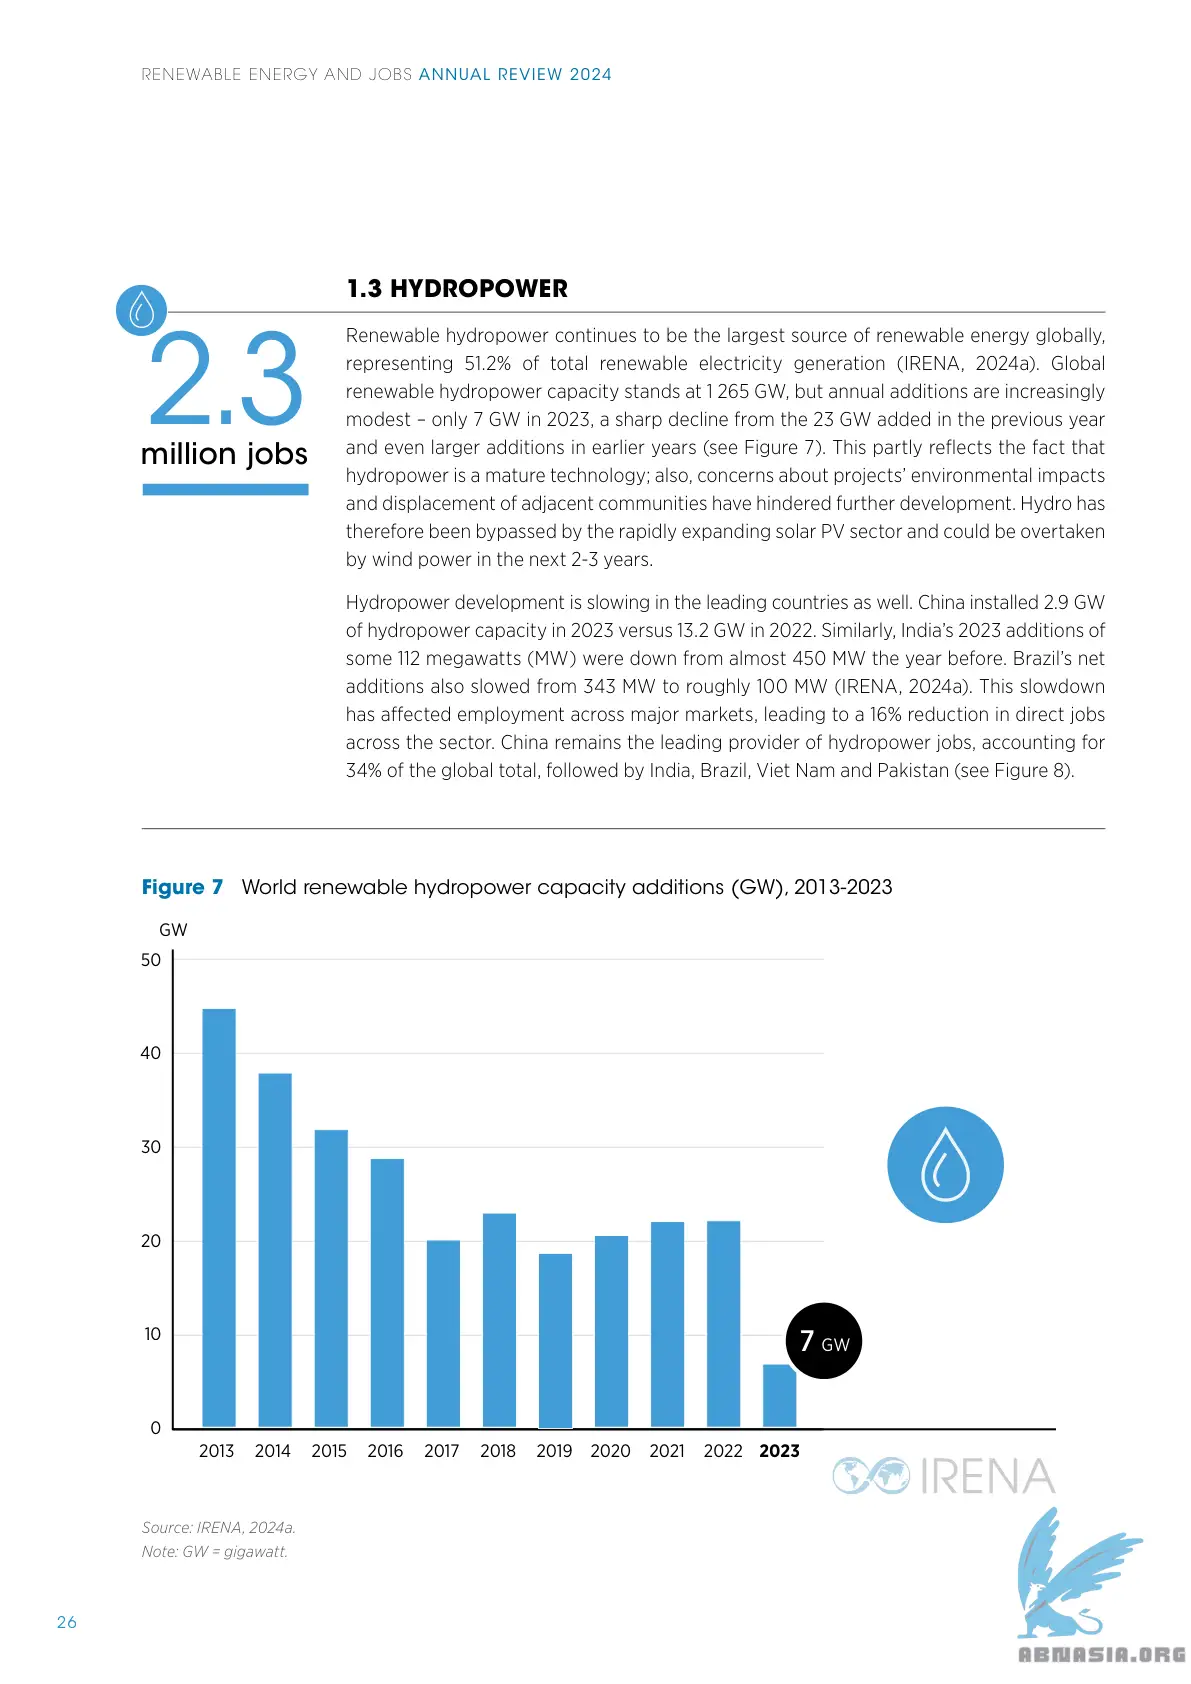 RENEWABLE ENERGY AND JOBS ANNUAL REVIEW 2024
1.3 HYDROPOWER
2.3
million jobs
Renewable hydropower continues to be the largest source of renewable energy globally,
representing 51.2% of total renewable electricity generation (IRENA, 2024a). Global
renewable hydropower capacity stands at 1 265 GW, but annual additions are increasingly
modest – only 7 GW in 2023, a sharp decline from the 23 GW added in the previous year
and even larger additions in earlier years (see Figure 7). This partly reflects the fact that
hydropower is a mature technology; also, concerns about projects’ environmental impacts
and displacement of adjacent communities have hindered further development. Hydro has
therefore been bypassed by the rapidly expanding solar PV sector and could be overtaken
by wind power in the next 2-3 years.
Hydropower development is slowing in the leading countries as well. China installed 2.9 GW
of hydropower capacity in 2023 versus 13.2 GW in 2022. Similarly, India’s 2023 additions of
some 112 megawatts (MW) were down from almost 450 MW the year before. Brazil’s net
additions also slowed from 343 MW to roughly 100 MW (IRENA, 2024a). This slowdown
has affected employment across major markets, leading to a 16% reduction in direct jobs
across the sector. China remains the leading provider of hydropower jobs, accounting for
34% of the global total, followed by India, Brazil, Viet Nam and Pakistan (see Figure 8).
Figure 7 World renewable hydropower capacity additions (GW), 2013-2023
GW
50
40
30
20
10
0
7 GW
2013 2014 2015 2016 2017 2018 2019 2020 2021 2022 2023
IRENA
Source: IRENA, 2024a.
Note: GW = gigawatt.
26
ABNASIA.ORG